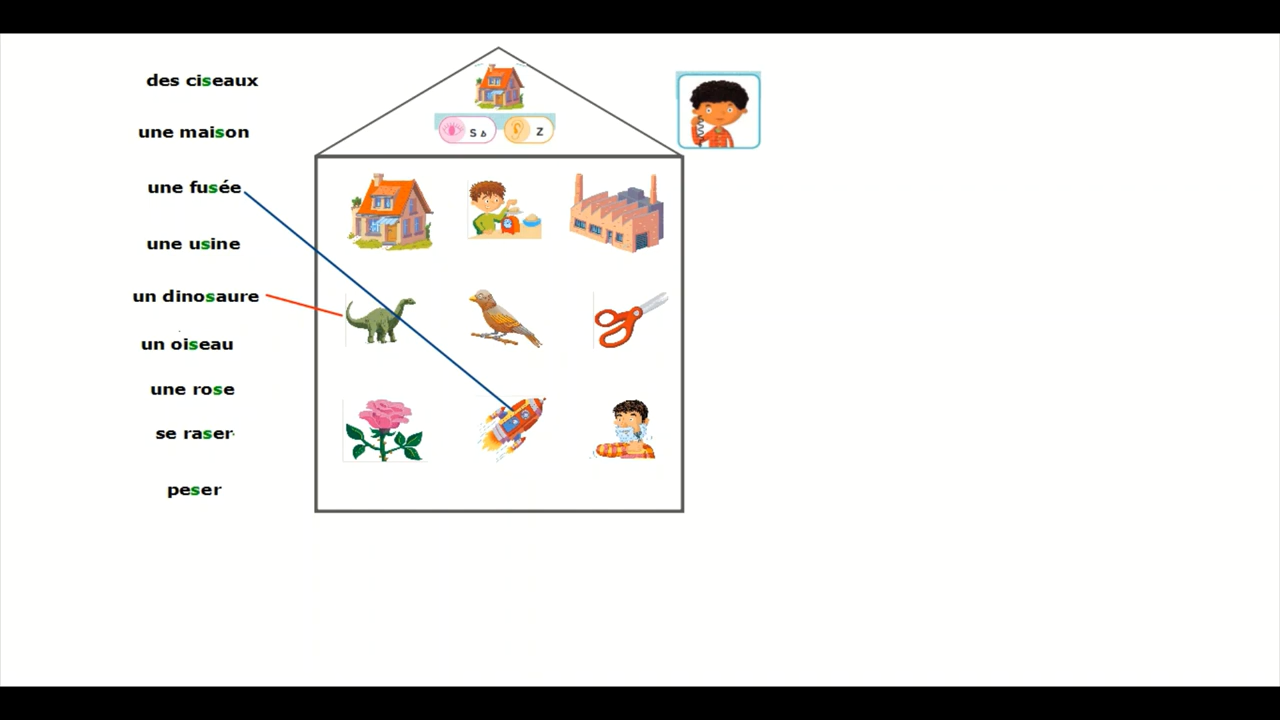 des ciseaux
S s Z
une maison
une fusée
une usine
un dinosaure
un oiseau
une rose
se raser
peser